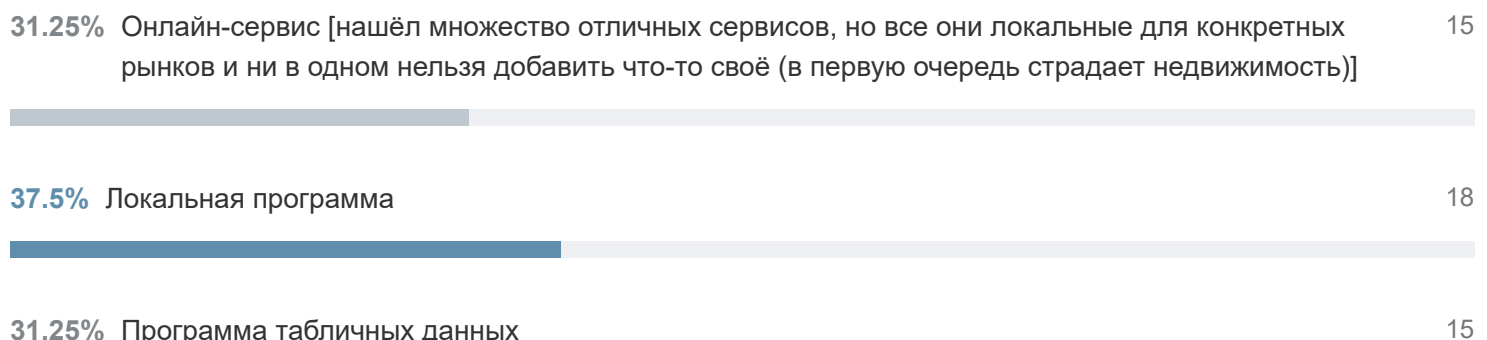 31.25% Онлайн-сервис [нашёл множество отличных сервисов, но все они локальные для конкретных 15
рынков и ни в одном нельзя добавить что-то своё (в первую очередь страдает недвижимость)]
37.5% Локальная программа 18
31.25% Программа табличных данных 15